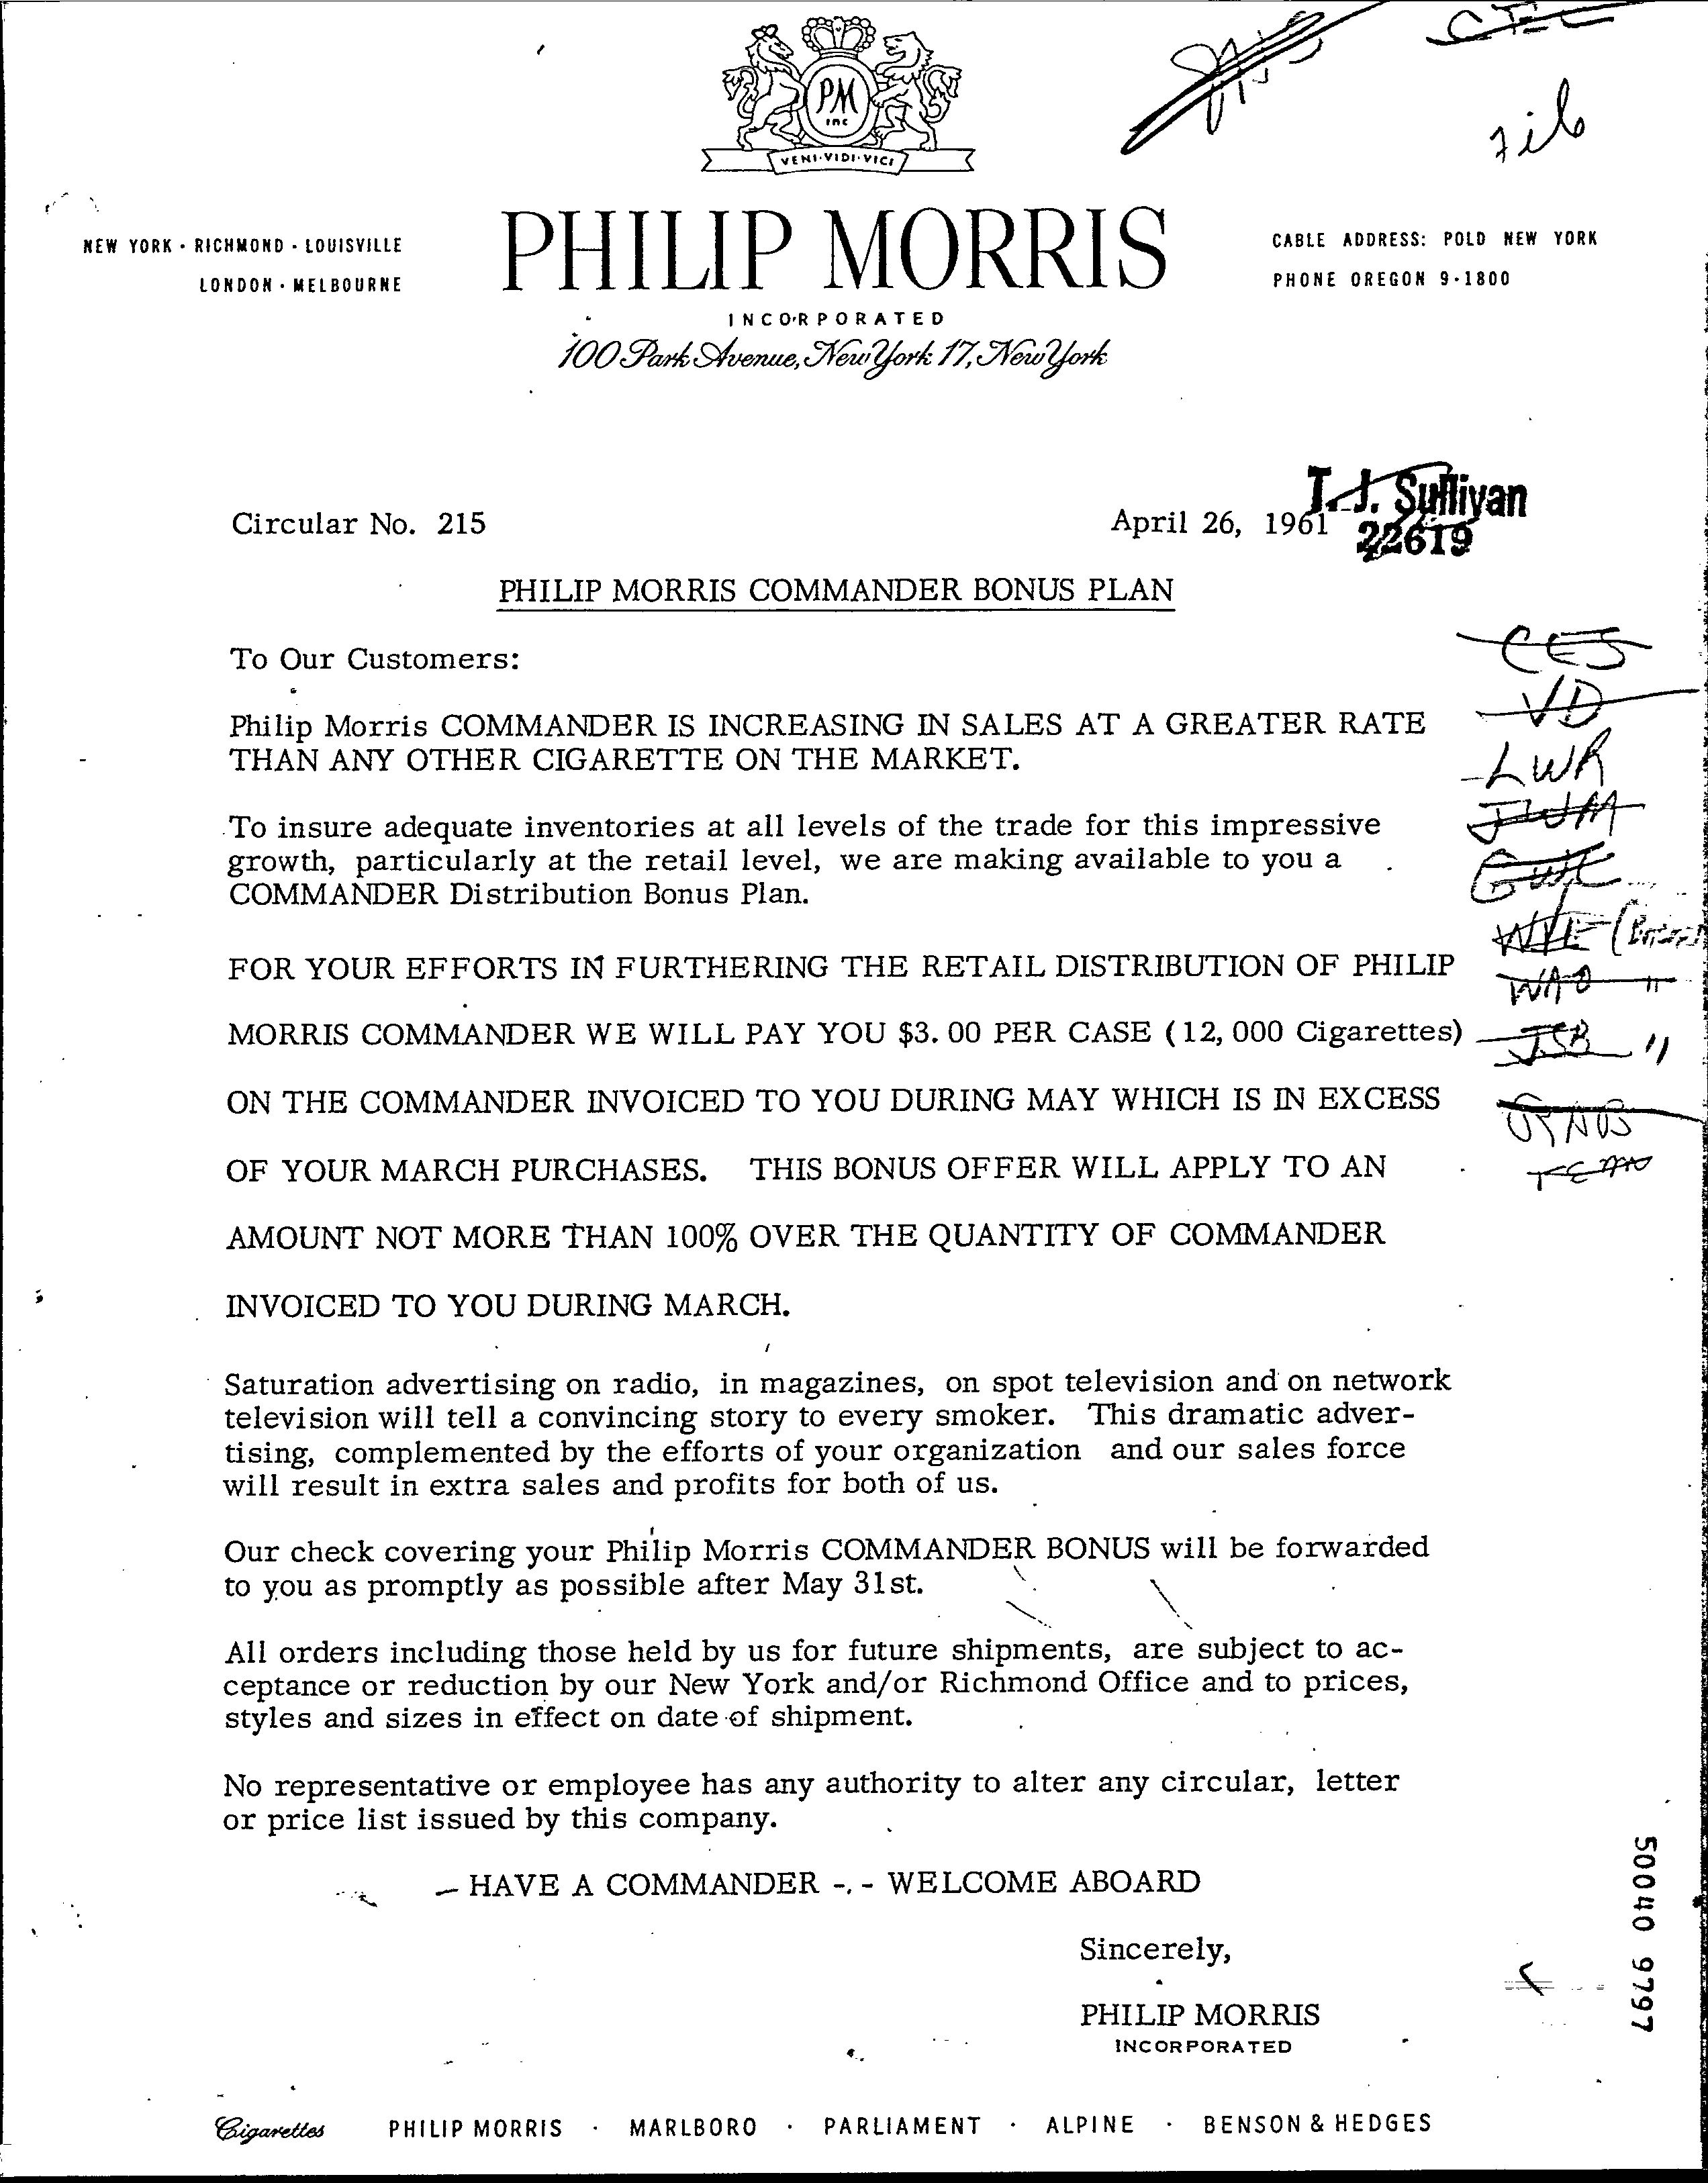 CTC
file
PM
INC
VENI·VIDI·VICI
NEW YORK · RICHMOND · LOUISVILLE
LONDON · MELBOURNE
PHILIP MORRIS
INCORPORATED
100 Park Avenue, New York 17, New York
CABLE ADDRESS: POLD NEW YORK
PHONE OREGON 9-1800
T. J. Sullivan
22619
Circular No. 215
April 26, 1961
PHILIP MORRIS COMMANDER BONUS PLAN
To Our Customers:
Philip Morris COMMANDER IS INCREASING IN SALES AT A GREATER RATE
THAN ANY OTHER CIGARETTE ON THE MARKET.
To insure adequate inventories at all levels of the trade for this impressive
growth, particularly at the retail level, we are making available to you a
COMMANDER Distribution Bonus Plan.
FOR YOUR EFFORTS IN FURTHERING THE RETAIL DISTRIBUTION OF PHILIP
MORRIS COMMANDER WE WILL PAY YOU $3.00 PER CASE (12,000 Cigarettes)
ON THE COMMANDER INVOICED TO YOU DURING MAY WHICH IS IN EXCESS
OF YOUR MARCH PURCHASES. THIS BONUS OFFER WILL APPLY TO AN
AMOUNT NOT MORE THAN 100% OVER THE QUANTITY OF COMMANDER
INVOICED TO YOU DURING MARCH.
CES
VD
LWR
JWM
WAO "
JSB "
Saturation advertising on radio, in magazines, on spot television and on network
television will tell a convincing story to every smoker. This dramatic adver-
tising, complemented by the efforts of your organization and our sales force
will result in extra sales and profits for both of us.
Our check covering your Philip Morris COMMANDER BONUS will be forwarded
to you as promptly as possible after May 31st.
All orders including those held by us for future shipments, are subject to ac-
ceptance or reduction by our New York and/or Richmond Office and to prices,
styles and sizes in effect on date of shipment.
No representative or employee has any authority to alter any circular, letter
or price list issued by this company.
- HAVE A COMMANDER -.- WELCOME ABOARD
Sincerely,
PHILIP MORRIS
INCORPORATED
50040 9797
Cigarettes PHILIP MORRIS · MARLBORO · PARLIAMENT · ALPINE · BENSON & HEDGES